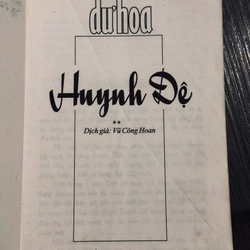 dư hoa
Huynh Đệ
**
Dịch giả: Vũ Công Hoan